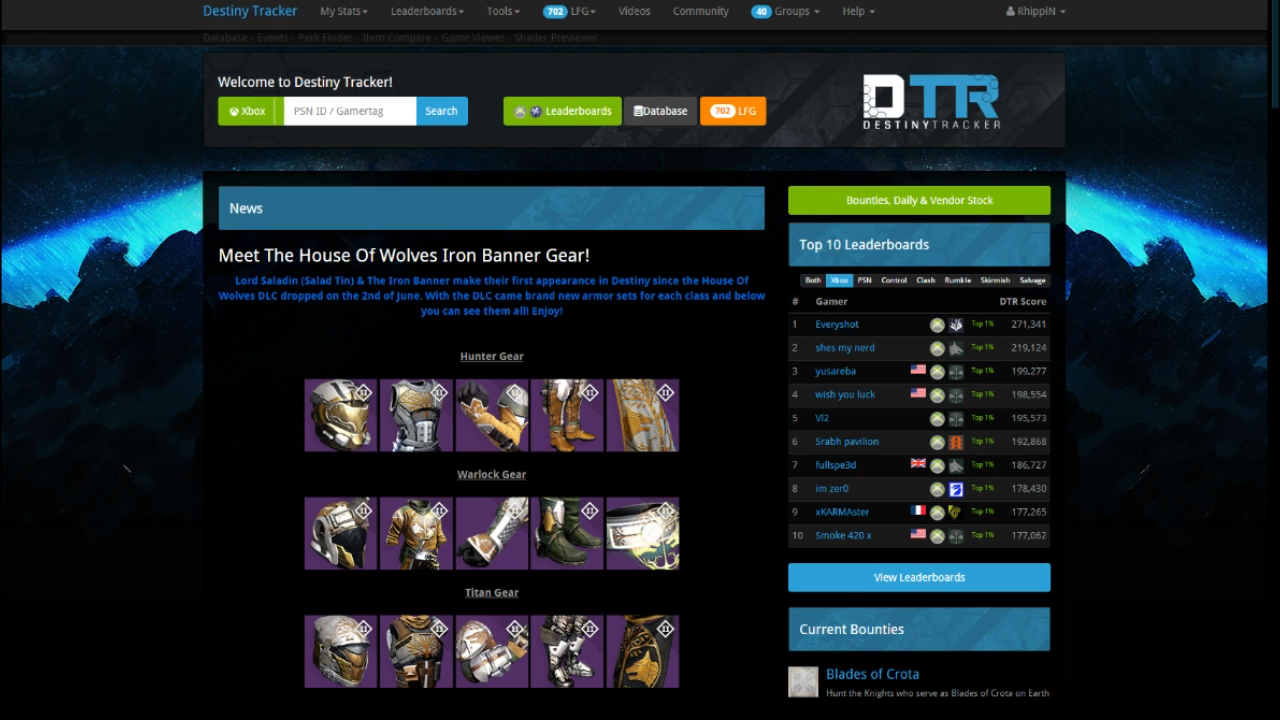 Destiny Tracker My Stats Leaderboards Tools 702 LFG Videos Community 40 Groups Help RhippiN
Database - Events - Perk Finder - Item Compare - Game Viewer - Shader Previewer
Welcome to Destiny Tracker!
Xbox PSN ID / Gamertag Search Leaderboards Database 702 LFG
DTR
DESTINYTRACKER
News
Meet The House Of Wolves Iron Banner Gear!
Lord Saladin (Salad Tin) & The Iron Banner make their first appearance in Destiny since the House Of
Wolves DLC dropped on the 2nd of June. With the DLC came brand new armor sets for each class and below
you can see them all! Enjoy!
Hunter Gear
Warlock Gear
Titan Gear
Bounties, Daily & Vendor Stock
Top 10 Leaderboards
Both Xbox PSN Control Clash Rumble Skirmish Salvage
# Gamer DTR Score
1 Everyshot Top 1% 271,341
2 shes my nerd Top 1% 219,124
3 yusareba Top 1% 199,277
4 wish you luck Top 1% 198,554
5 Vl2 Top 1% 195,573
6 Srabh pavilion Top 1% 192,868
7 fullspe3d Top 1% 186,727
8 im zer0 Top 1% 178,430
9 xKARMAster Top 1% 177,265
10 Smoke 420 x Top 1% 177,062
View Leaderboards
Current Bounties
Blades of Crota
Hunt the Knights who serve as Blades of Crota on Earth